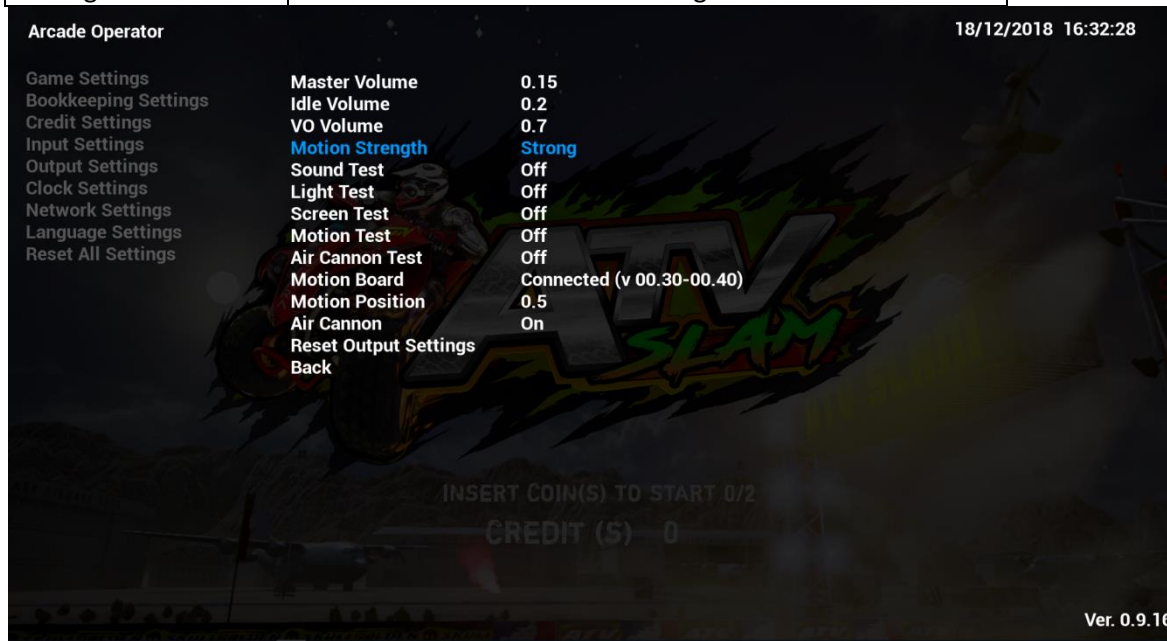 Arcade Operator
18/12/2018 16:32:28
Game Settings
Bookkeeping Settings
Credit Settings
Input Settings
Output Settings
Clock Settings
Network Settings
Language Settings
Reset All Settings
Master Volume 0.15
Idle Volume 0.2
VO Volume 0.7
Motion Strength Strong
Sound Test Off
Light Test Off
Screen Test Off
Motion Test Off
Air Cannon Test Off
Motion Board Connected (v 00.30-00.40)
Motion Position 0.5
Air Cannon On
Reset Output Settings
Back
ATV
SLAM
INSERT COIN(S) TO START 0/2
CREDIT (S) 0
Ver. 0.9.16